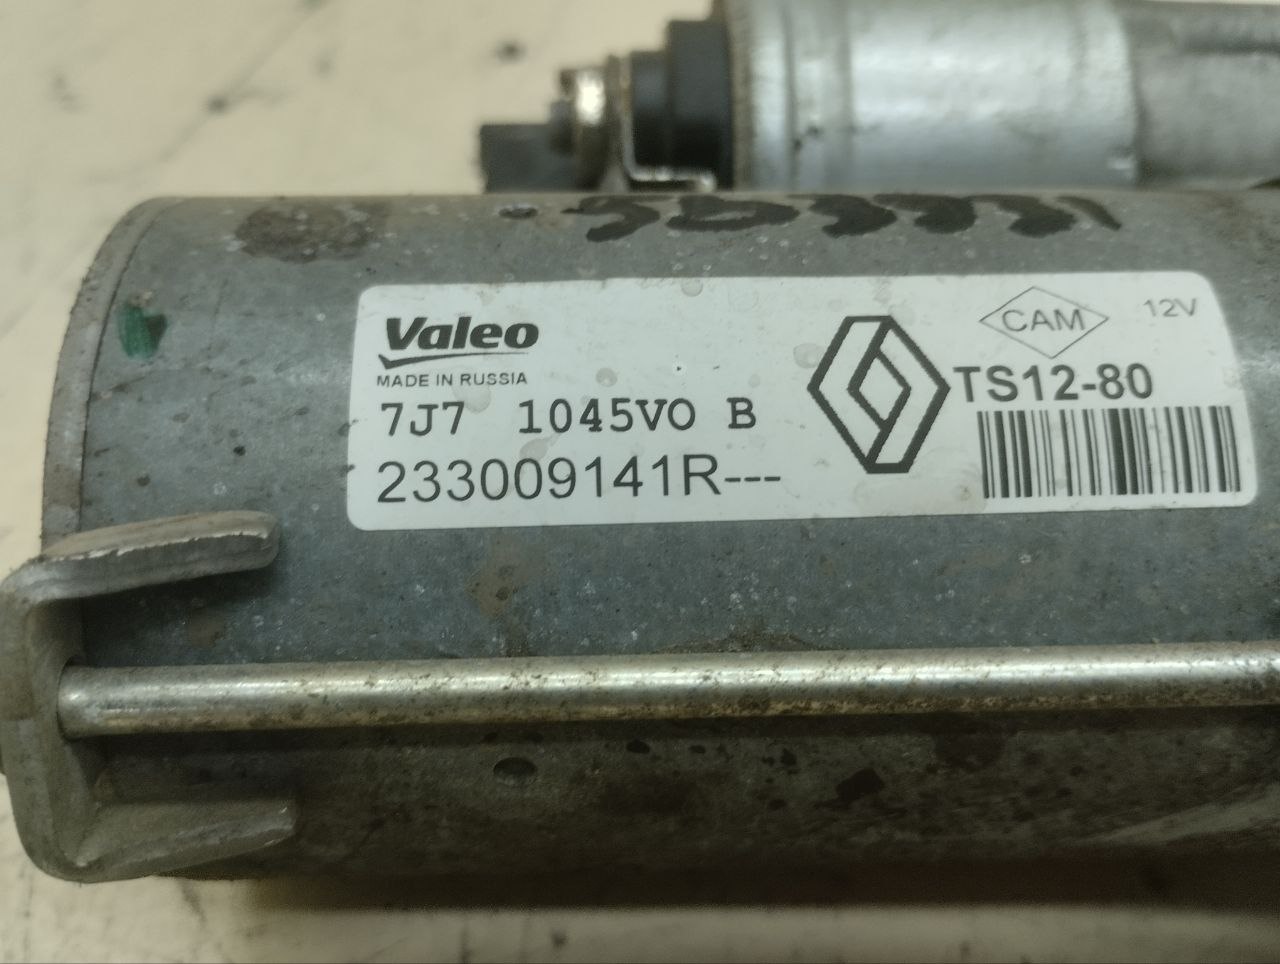 Valeo
MADE IN RUSSIA
7J7 1045VO B
233009141R---
CAM
12V
TS12-80